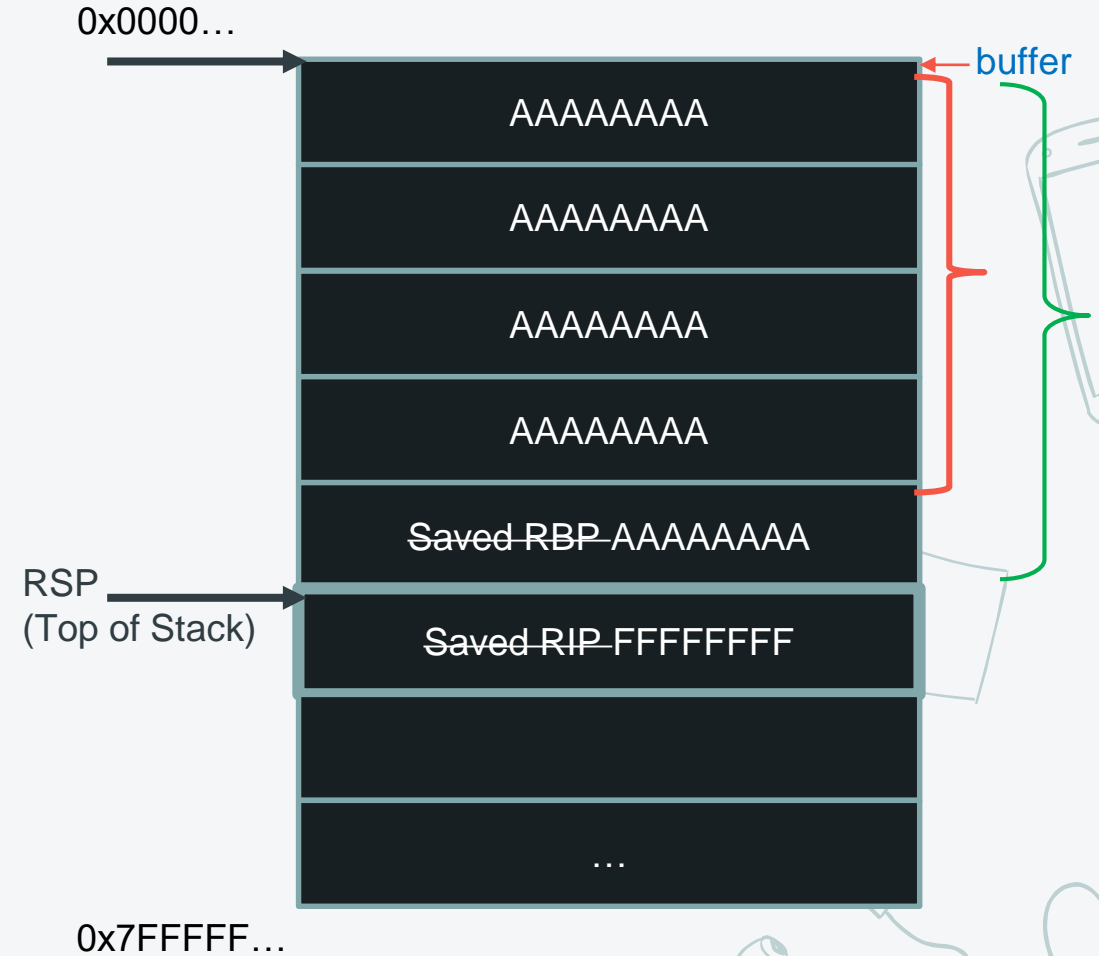 0x0000…
buffer
AAAAAAAA
AAAAAAAA
AAAAAAAA
AAAAAAAA
Saved RBP AAAAAAAA
RSP
(Top of Stack)
Saved RIP FFFFFFFF
…
0x7FFFFF…